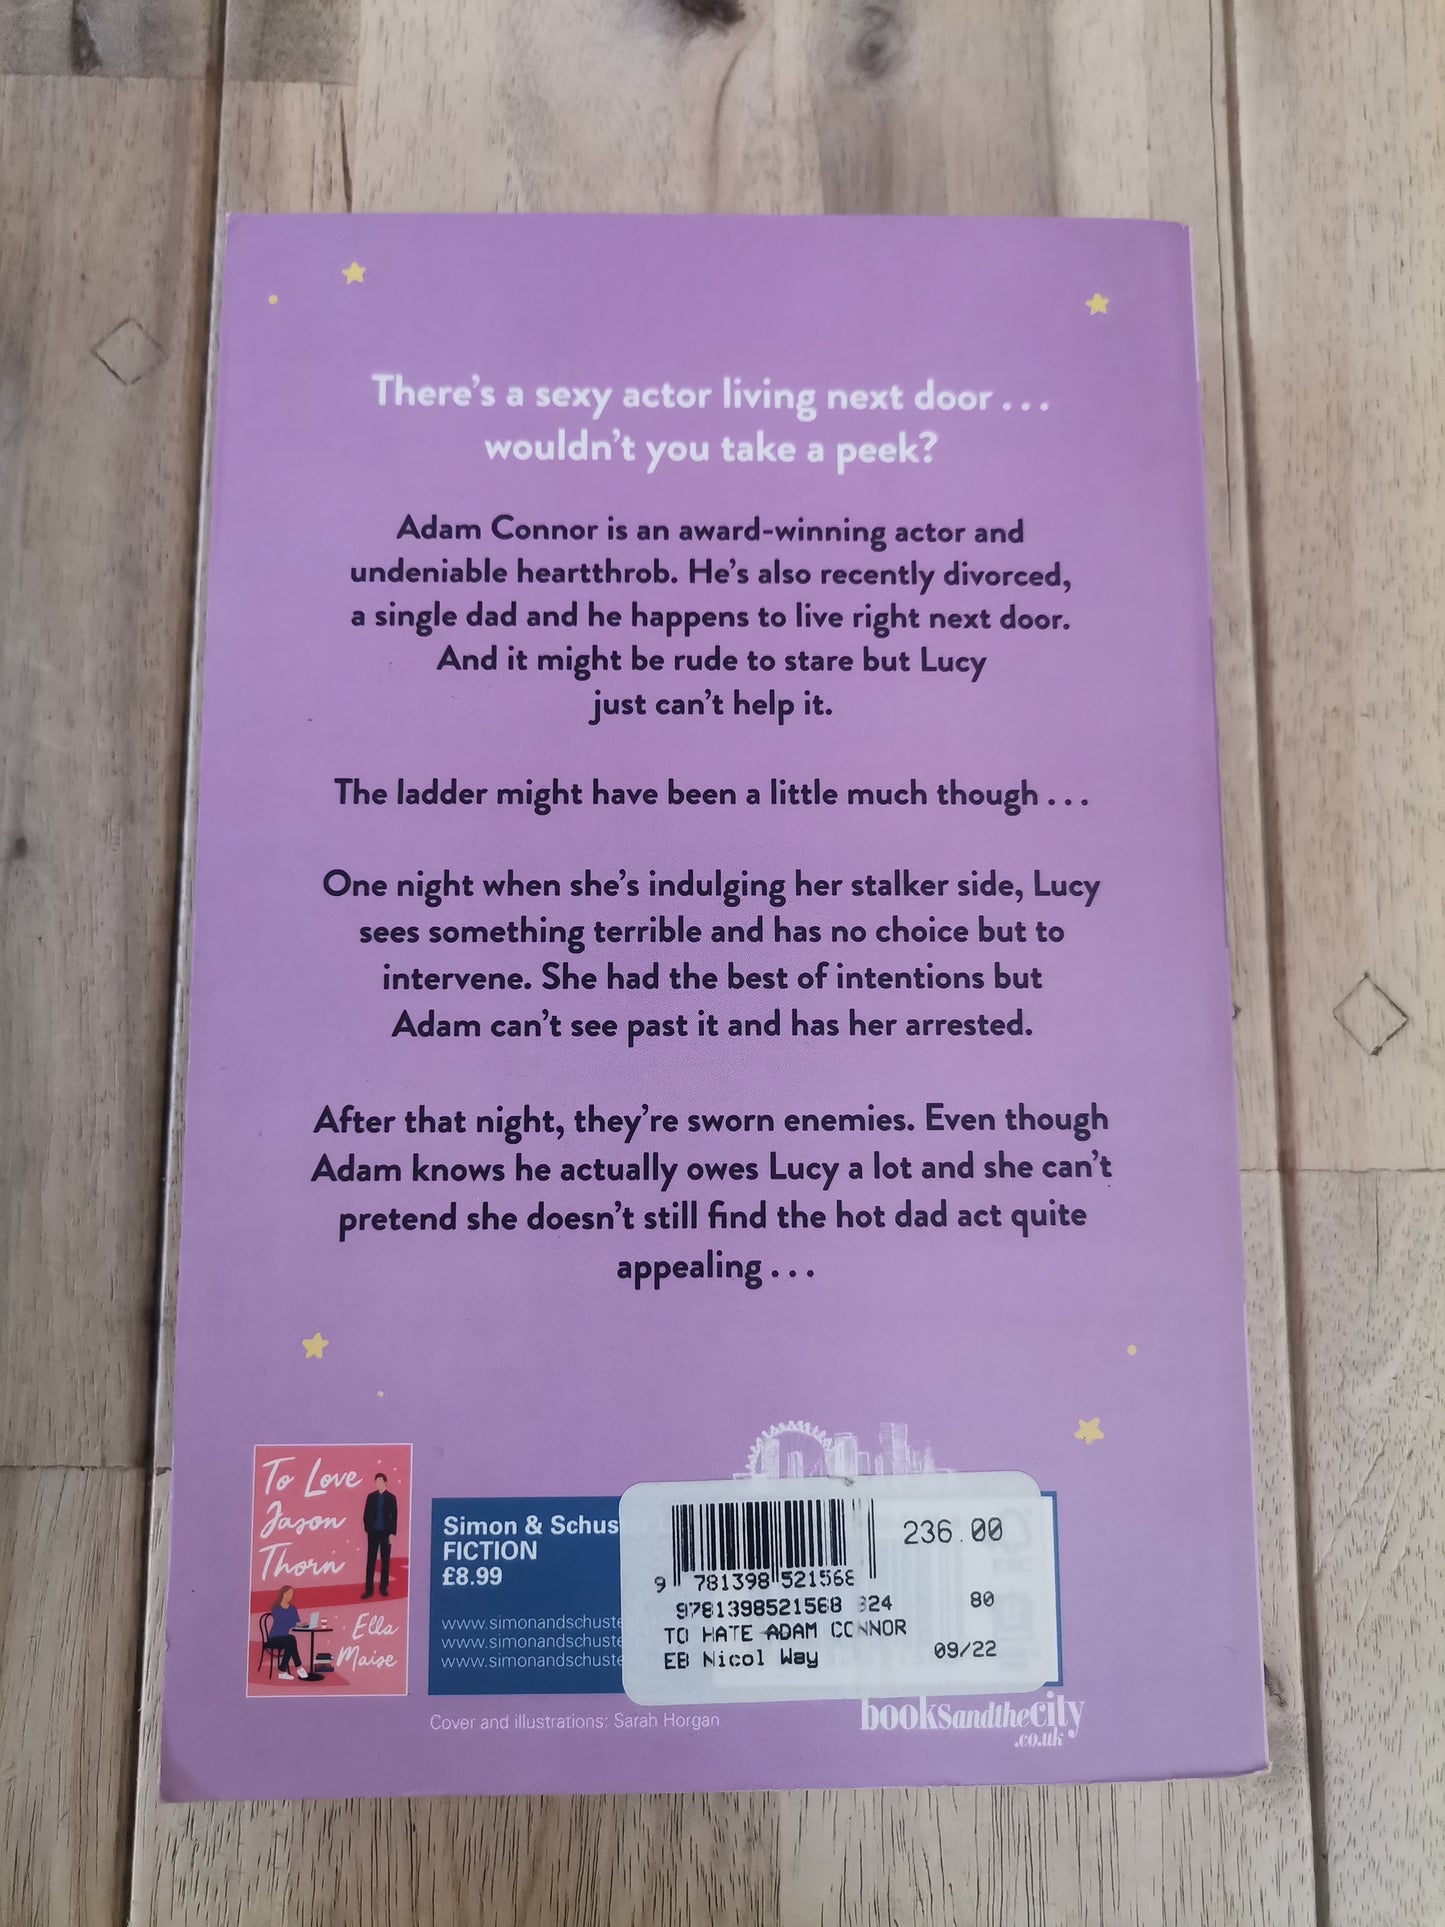 There's a sexy actor living next door . . .
wouldn't you take a peek?
Adam Connor is an award-winning actor and
undeniable heartthrob. He's also recently divorced,
a single dad and he happens to live right next door.
And it might be rude to stare but Lucy
just can't help it.
The ladder might have been a little much though . . .
One night when she's indulging her stalker side, Lucy
sees something terrible and has no choice but to
intervene. She had the best of intentions but
Adam can't see past it and has her arrested.
After that night, they're sworn enemies. Even though
Adam knows he actually owes Lucy a lot and she can't
pretend she doesn't still find the hot dad act quite
appealing . . .
To Love
Jason
Thorn
Ella
Maise
Simon & Schus
FICTION
£8.99
www.simonandschuste
www.simonandschuste
www.simonandschuste
236.00
9 781398 521568
9781398521568 324
80
TO HATE ADAM CONNOR
EB Nicol Way
09/22
Cover and illustrations: Sarah Horgan
booksandthecity
.co.uk